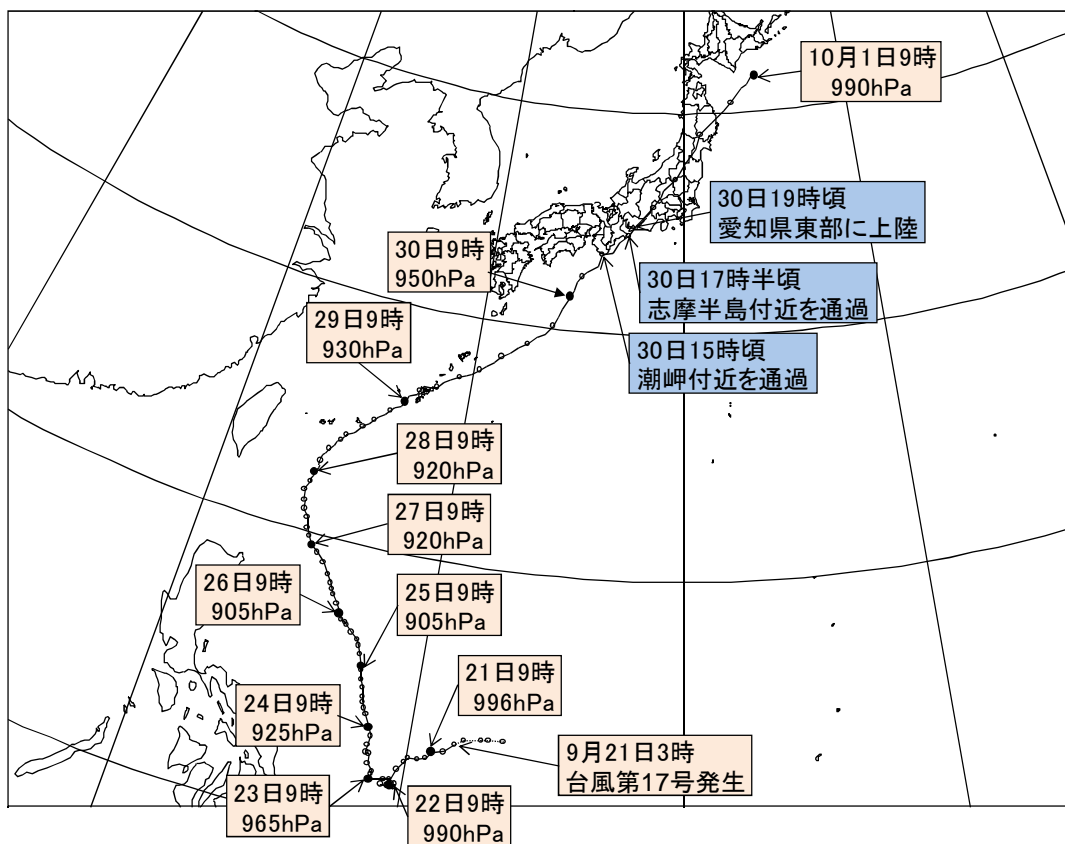 10月1日9時
990hPa
30日19時頃
愛知県東部に上陸
30日9時
950hPa
30日17時半頃
志摩半島付近を通過
29日9時
930hPa
30日15時頃
潮岬付近を通過
28日9時
920hPa
27日9時
920hPa
26日9時
905hPa
25日9時
905hPa
21日9時
996hPa
24日9時
925hPa
9月21日3時
台風第17号発生
23日9時
965hPa
22日9時
990hPa